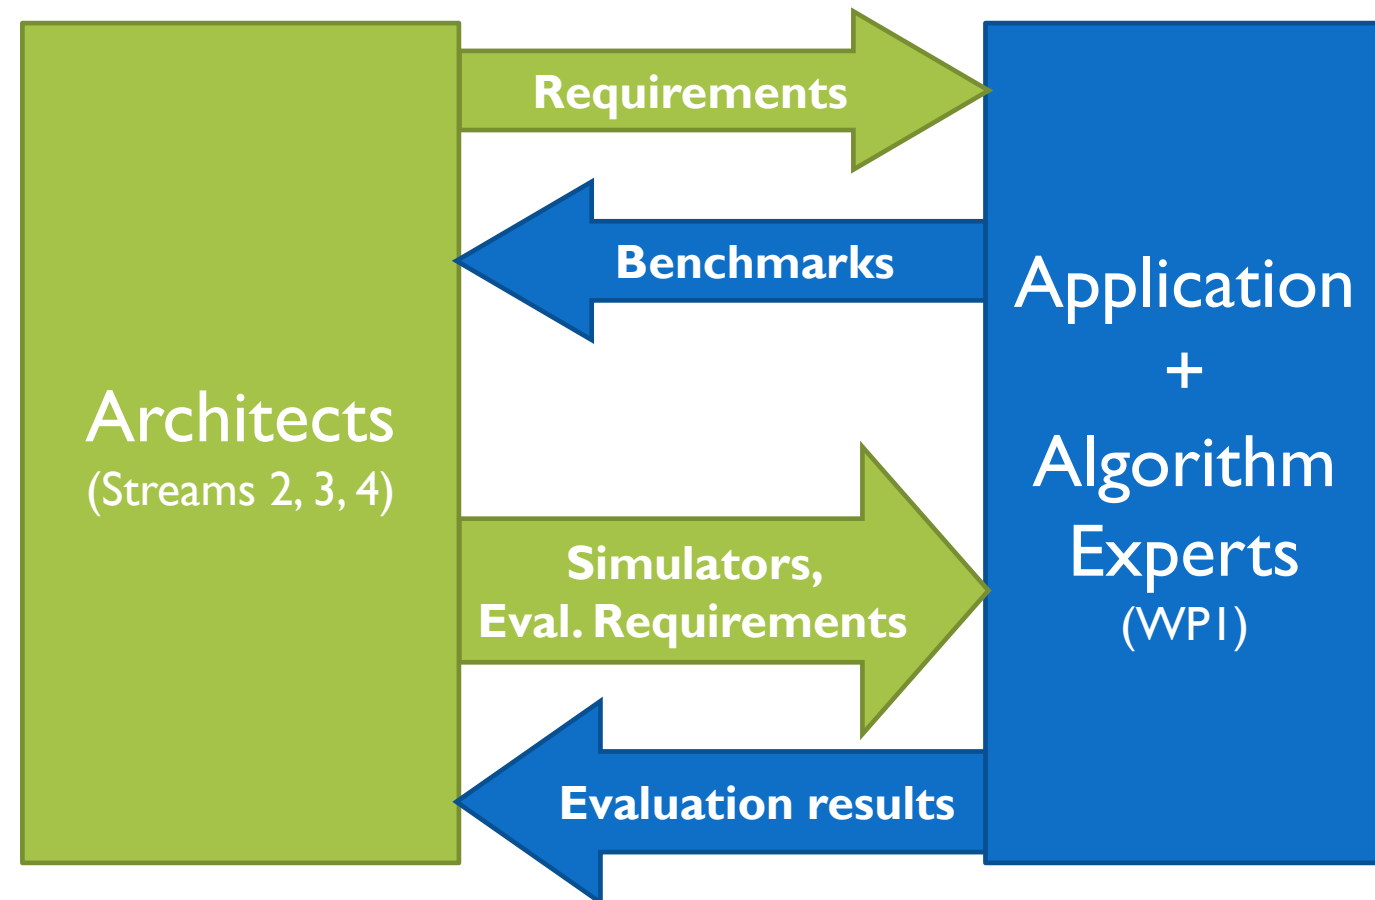 Requirements
Benchmarks
Architects
(Streams 2, 3, 4)
Simulators,
Eval. Requirements
Evaluation results
Application
+
Algorithm
Experts
(WP1)